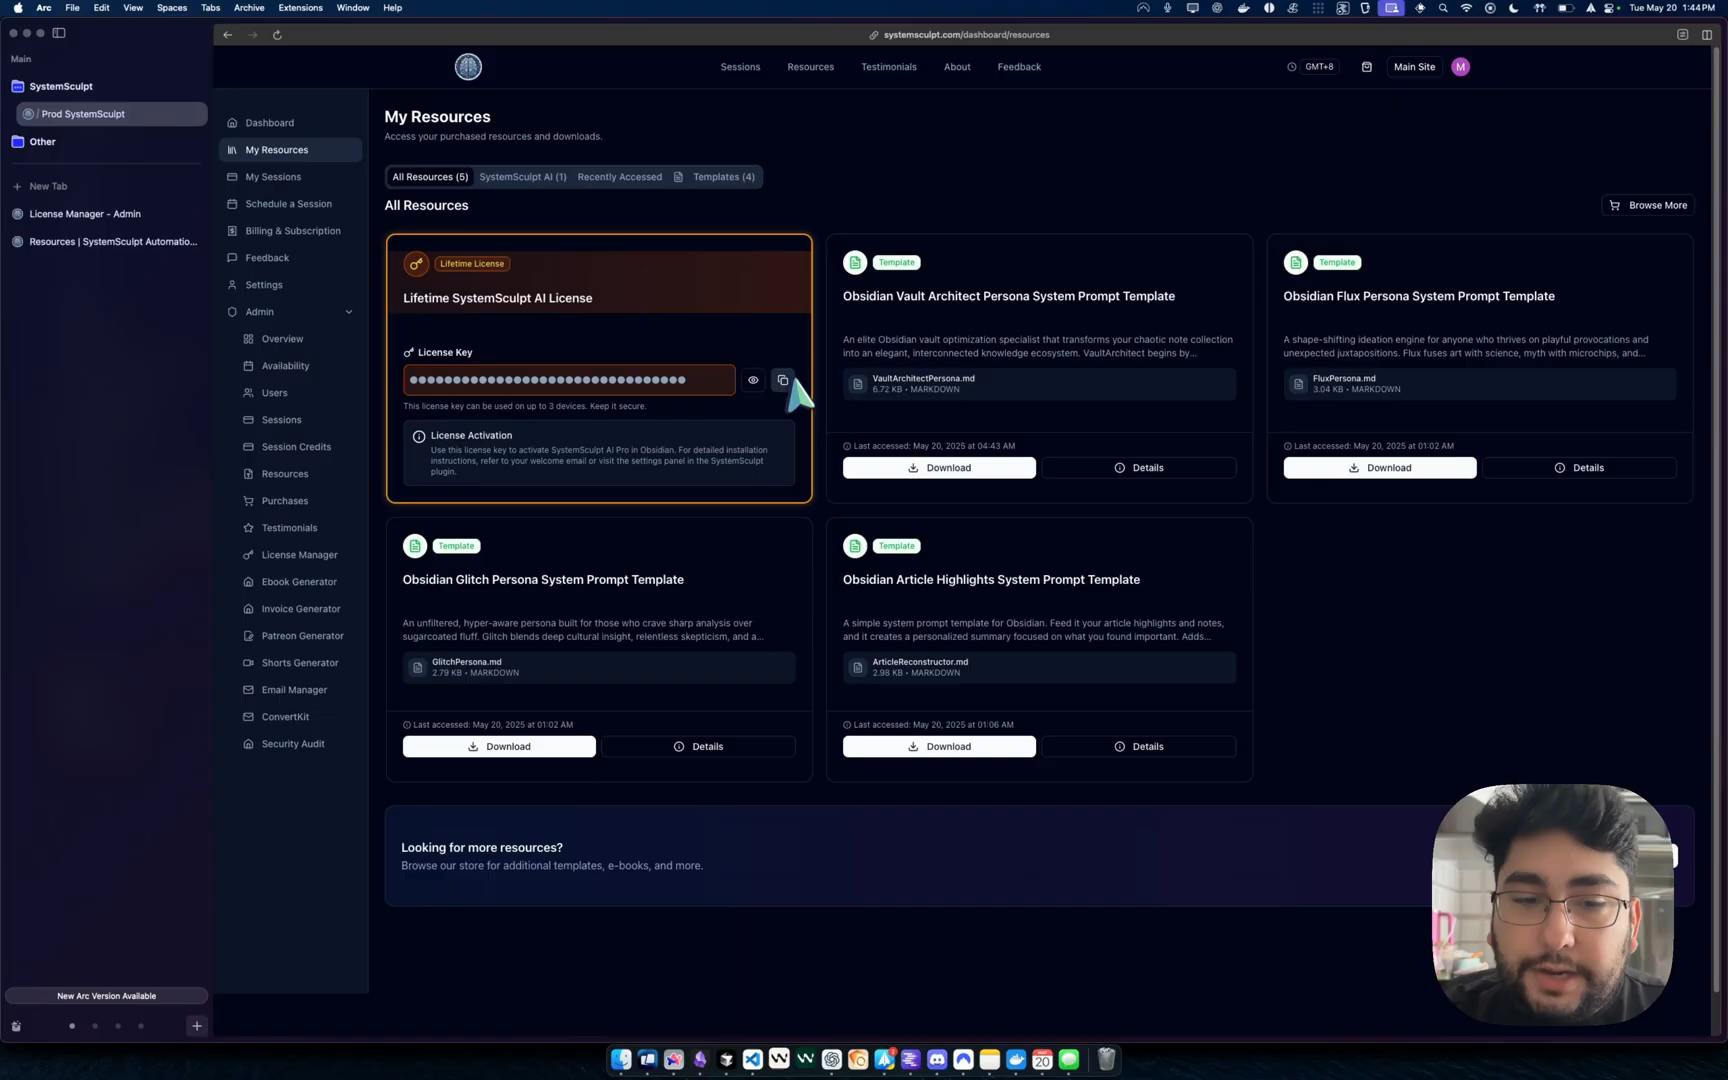 Arc File Edit View Spaces Tabs Archive Extensions Window Help
Tue May 20 1:44PM
systemsculpt.com/dashboard/resources
Main
SystemSculpt
/ Prod SystemSculpt
Other
New Tab
License Manager - Admin
Resources | SystemSculpt Automatio...
New Arc Version Available
Sessions Resources Testimonials About Feedback
GMT+8
Main Site
M
Dashboard
My Resources
My Sessions
Schedule a Session
Billing & Subscription
Feedback
Settings
Admin
Overview
Availability
Users
Sessions
Session Credits
Resources
Purchases
Testimonials
License Manager
Ebook Generator
Invoice Generator
Patreon Generator
Shorts Generator
Email Manager
ConvertKit
Security Audit
My Resources
Access your purchased resources and downloads.
All Resources (5) SystemSculpt AI (1) Recently Accessed Templates (4)
All Resources
Browse More
Lifetime License
Lifetime SystemSculpt AI License
License Key
This license key can be used on up to 3 devices. Keep it secure.
License Activation
Use this license key to activate SystemSculpt AI Pro in Obsidian. For detailed installation
instructions, refer to your welcome email or visit the settings panel in the SystemSculpt
plugin.
Template
Obsidian Vault Architect Persona System Prompt Template
An elite Obsidian vault optimization specialist that transforms your chaotic note collection
into an elegant, interconnected knowledge ecosystem. VaultArchitect begins by...
VaultArchitectPersona.md
6.72 KB • MARKDOWN
Last accessed: May 20, 2025 at 04:43 AM
Download Details
Template
Obsidian Flux Persona System Prompt Template
A shape-shifting ideation engine for anyone who thrives on playful provocations and
unexpected juxtapositions. Flux fuses art with science, myth with microchips, and...
FluxPersona.md
3.04 KB • MARKDOWN
Last accessed: May 20, 2025 at 01:02 AM
Download Details
Template
Obsidian Glitch Persona System Prompt Template
An unfiltered, hyper-aware persona built for those who crave sharp analysis over
sugarcoated fluff. Glitch blends deep cultural insight, relentless skepticism, and a...
GlitchPersona.md
2.79 KB • MARKDOWN
Last accessed: May 20, 2025 at 01:02 AM
Download Details
Template
Obsidian Article Highlights System Prompt Template
A simple system prompt template for Obsidian. Feed it your article highlights and notes,
and it creates a personalized summary focused on what you found important. Adds...
ArticleReconstructor.md
2.98 KB • MARKDOWN
Last accessed: May 20, 2025 at 01:06 AM
Download Details
Looking for more resources?
Browse our store for additional templates, e-books, and more.
20